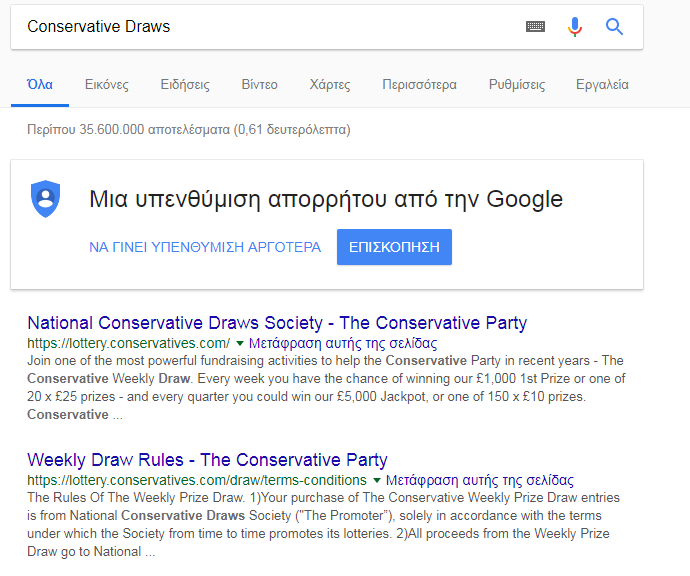 Conservative Draws
Όλα Εικόνες Ειδήσεις Βίντεο Χάρτες Περισσότερα Ρυθμίσεις Εργαλεία
Περίπου 35.600.000 αποτελέσματα (0,61 δευτερόλεπτα)
Μια υπενθύμιση απορρήτου από την Google
ΝΑ ΓΙΝΕΙ ΥΠΕΝΘΥΜΙΣΗ ΑΡΓΟΤΕΡΑ ΕΠΙΣΚΟΠΗΣΗ
National Conservative Draws Society - The Conservative Party
https://lottery.conservatives.com/ Μετάφραση αυτής της σελίδας
Join one of the most powerful fundraising activities to help the Conservative Party in recent years - The
Conservative Weekly Draw. Every week you have the chance of winning our £1,000 1st Prize or one of
20 x £25 prizes - and every quarter you could win our £5,000 Jackpot, or one of 150 x £10 prizes.
Conservative ...
Weekly Draw Rules - The Conservative Party
https://lottery.conservatives.com/draw/terms-conditions Μετάφραση αυτής της σελίδας
The Rules Of The Weekly Prize Draw. 1)Your purchase of The Conservative Weekly Prize Draw entries
is from National Conservative Draws Society ("The Promoter"), solely in accordance with the terms
under which the Society from time to time promotes its lotteries. 2)All proceeds from the Weekly Prize
Draw go to National ...